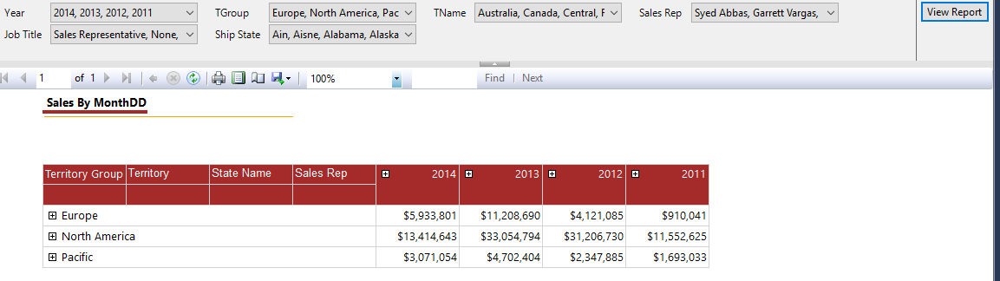 Year 2014, 2013, 2012, 2011 TGroup Europe, North America, Pac TName Australia, Canada, Central, F Sales Rep Syed Abbas, Garrett Vargas, View Report
Job Title Sales Representative, None, Ship State Ain, Aisne, Alabama, Alaska
1 of 1 100% Find | Next
Sales By MonthDD
Territory Group Territory State Name Sales Rep 2014 2013 2012 2011
Europe $5,933,801 $11,208,690 $4,121,085 $910,041
North America $13,414,643 $33,054,794 $31,206,730 $11,552,625
Pacific $3,071,054 $4,702,404 $2,347,885 $1,693,033